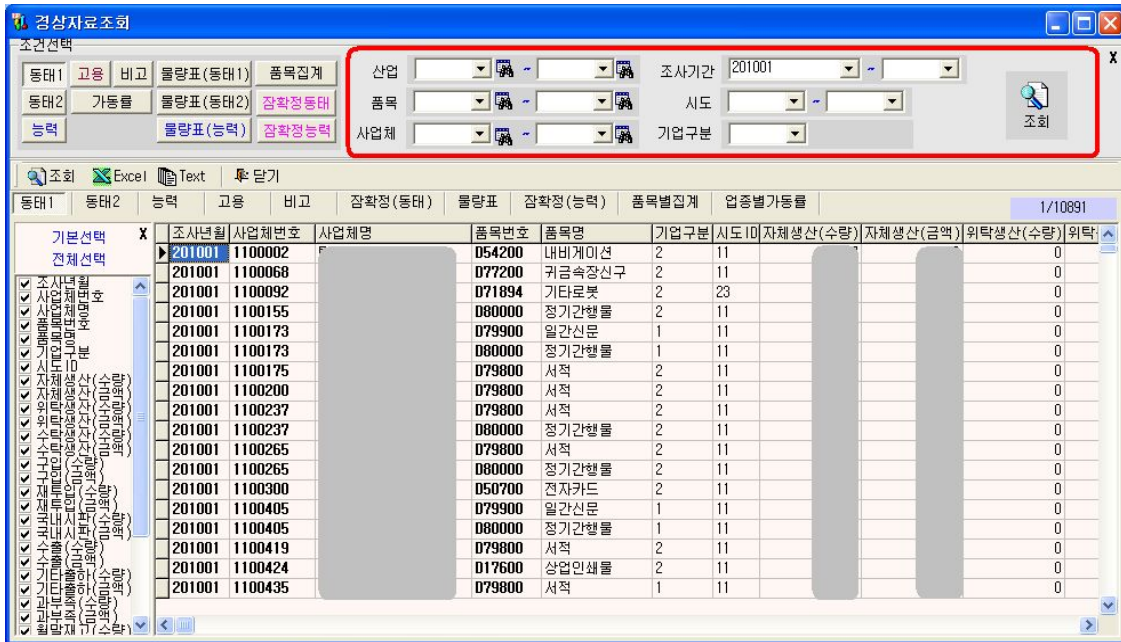 경상자료조회
조건선택
동태1 고용 비고 물량표(동태1) 품목집계 산업 ~ 조사기간 201001 ~ X
동태2 가동률 물량표(동태2) 잠확정동태 품목 ~ 시도 ~ 조회
능력 물량표(능력) 잠확정능력 사업체 ~ 기업구분
조회 Excel Text 닫기
동태1 동태2 능력 고용 비고 잠확정(동태) 물량표 잠확정(능력) 품목별집계 업종별가동률 1/10891
기본선택 X
전체선택
조사년월
사업체번호
사업체명
품목번호
품목명
기업구분
시도ID
자체생산(수량)
자체생산(금액)
위탁생산(수량)
위탁생산(금액)
수탁생산(수량)
수탁생산(금액)
구입(수량)
구입(금액)
재투입(수량)
재투입(금액)
국내시판(수량)
국내시판(금액)
수출(수량)
수출(금액)
기타출하(수량)
기타출하(금액)
과부족(수량)
과부족(금액)
월말재고(수량)
조사년월 사업체번호 사업체명 품목번호 품목명 기업구분 시도ID 자체생산(수량) 자체생산(금액) 위탁생산(수량) 위탁
201001 1100002 D54200 내비게이션 2 11 0
201001 1100068 D77200 귀금속장신구 2 11 0
201001 1100092 D71894 기타로봇 2 23 0
201001 1100155 D80000 정기간행물 2 11 0
201001 1100173 D79900 일간신문 1 11 0
201001 1100173 D80000 정기간행물 1 11 0
201001 1100175 D79800 서적 2 11 0
201001 1100200 D79800 서적 2 11 0
201001 1100237 D79800 서적 2 11 0
201001 1100237 D80000 정기간행물 2 11 0
201001 1100265 D79800 서적 2 11 0
201001 1100265 D80000 정기간행물 2 11 0
201001 1100300 D50700 전자카드 2 11 0
201001 1100405 D79900 일간신문 1 11 0
201001 1100405 D80000 정기간행물 1 11 0
201001 1100419 D79800 서적 2 11 0
201001 1100424 D17600 상업인쇄물 2 11 0
201001 1100435 D79800 서적 1 11 0